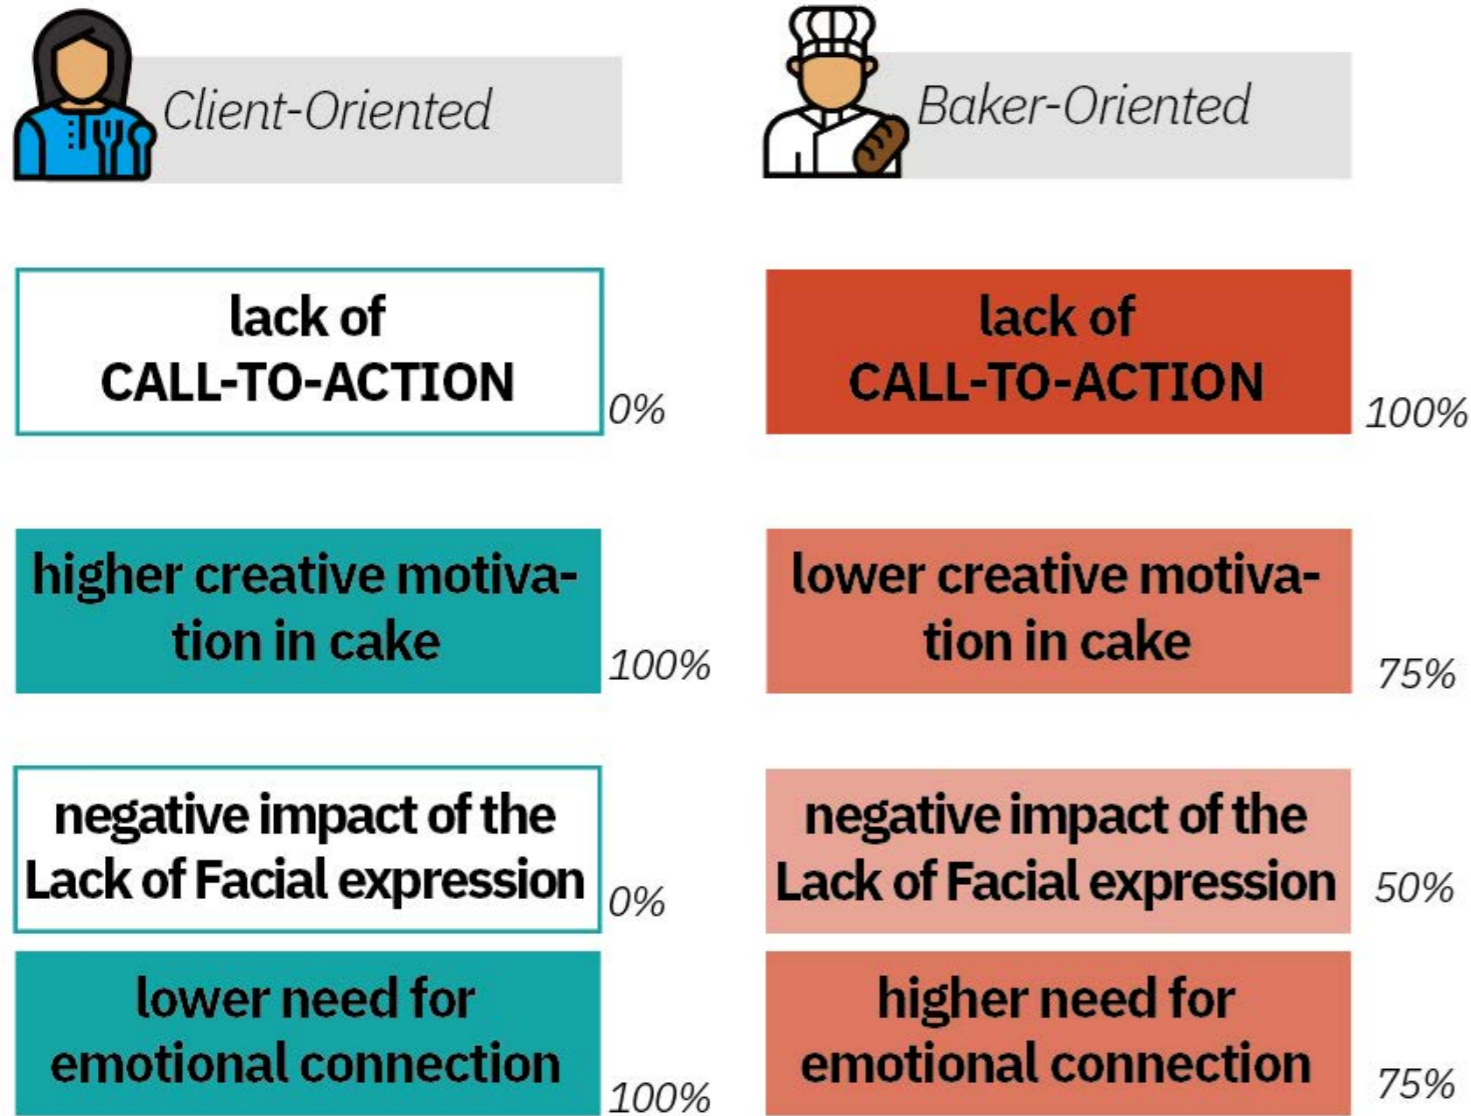 Client-Oriented
Baker-Oriented
lack of
CALL-TO-ACTION
0%
lack of
CALL-TO-ACTION
100%
higher creative motiva-
tion in cake
100%
lower creative motiva-
tion in cake
75%
negative impact of the
Lack of Facial expression
0%
negative impact of the
Lack of Facial expression
50%
lower need for
emotional connection
100%
higher need for
emotional connection
75%